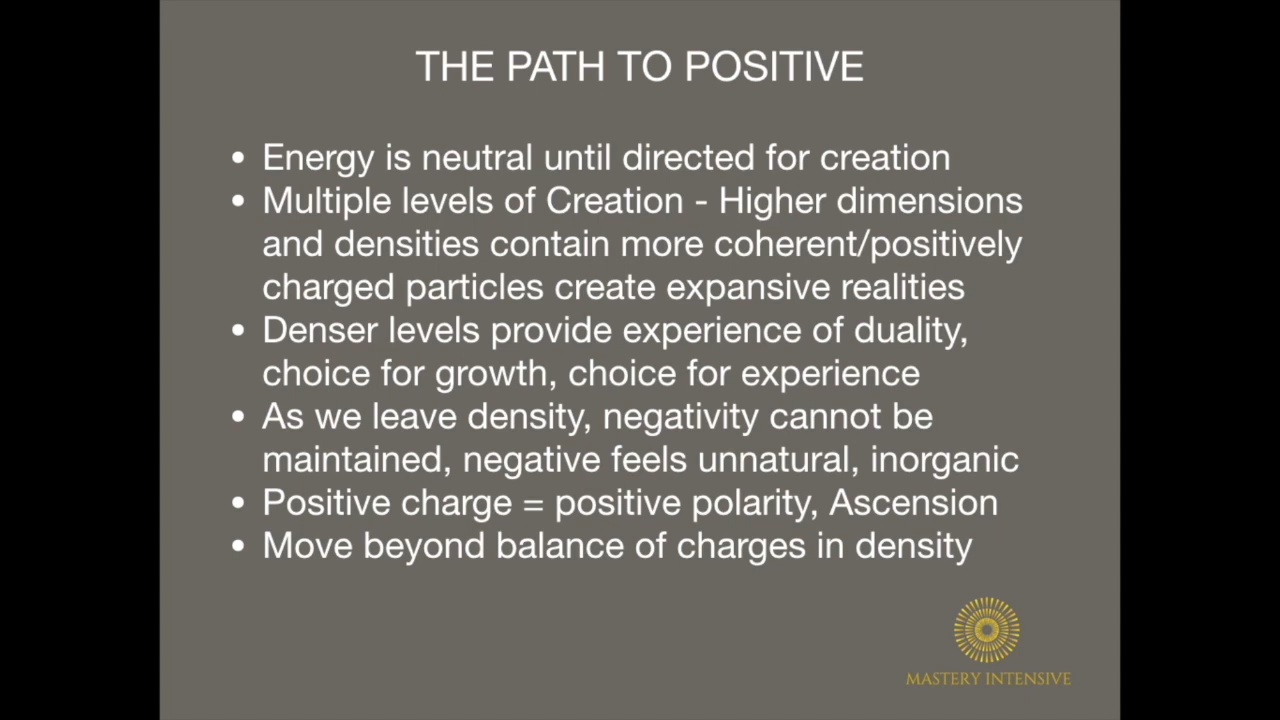 THE PATH TO POSITIVE
• Energy is neutral until directed for creation
• Multiple levels of Creation - Higher dimensions
and densities contain more coherent/positively
charged particles create expansive realities
• Denser levels provide experience of duality,
choice for growth, choice for experience
• As we leave density, negativity cannot be
maintained, negative feels unnatural, inorganic
• Positive charge = positive polarity, Ascension
• Move beyond balance of charges in density
MASTERY INTENSIVE